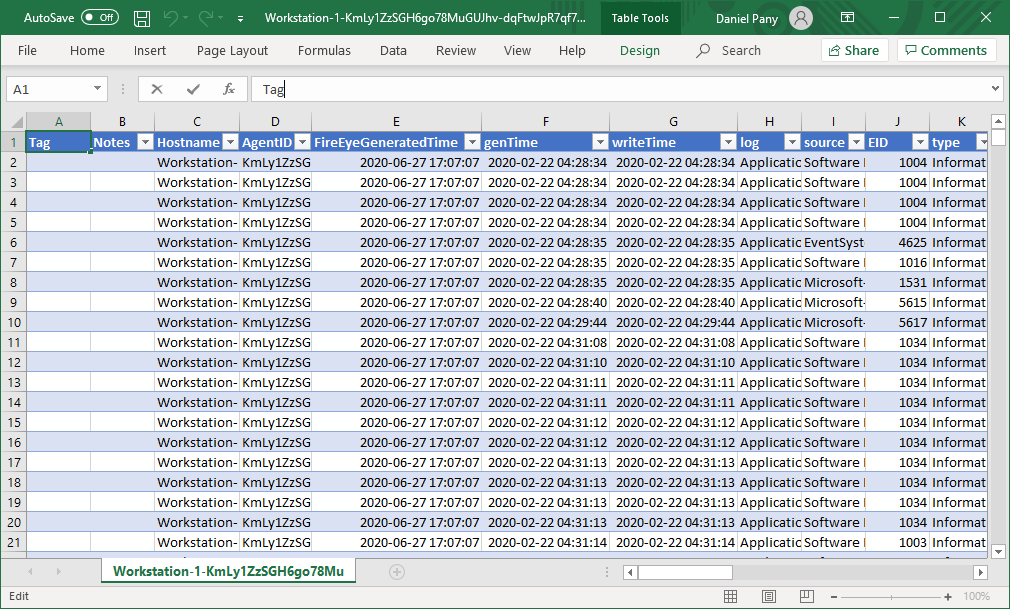 AutoSave Off Workstation-1-KmLy1ZzSGH6go78MuGUJhv-dqFtwJpR7qf7... Table Tools Daniel Pany
File Home Insert Page Layout Formulas Data Review View Help Design Search Share Comments
A1 fx Tag
A B C D E F G H I J K
1 Tag Notes Hostname AgentID FireEyeGeneratedTime genTime writeTime log source EID type
2 Workstation- KmLy1ZzSG 2020-06-27 17:07:07 2020-02-22 04:28:34 2020-02-22 04:28:34 Applicatic Software I 1004 Informat
3 Workstation- KmLy1ZzSG 2020-06-27 17:07:07 2020-02-22 04:28:34 2020-02-22 04:28:34 Applicatic Software I 1004 Informat
4 Workstation- KmLy1ZzSG 2020-06-27 17:07:07 2020-02-22 04:28:34 2020-02-22 04:28:34 Applicatic Software I 1004 Informat
5 Workstation- KmLy1ZzSG 2020-06-27 17:07:07 2020-02-22 04:28:34 2020-02-22 04:28:34 Applicatic Software I 1004 Informat
6 Workstation- KmLy1ZzSG 2020-06-27 17:07:07 2020-02-22 04:28:35 2020-02-22 04:28:35 Applicatic EventSyst 4625 Informat
7 Workstation- KmLy1ZzSG 2020-06-27 17:07:07 2020-02-22 04:28:35 2020-02-22 04:28:35 Applicatic Software I 1016 Informat
8 Workstation- KmLy1ZzSG 2020-06-27 17:07:07 2020-02-22 04:28:35 2020-02-22 04:28:35 Applicatic Microsoft- 1531 Informat
9 Workstation- KmLy1ZzSG 2020-06-27 17:07:07 2020-02-22 04:28:40 2020-02-22 04:28:40 Applicatic Microsoft- 5615 Informat
10 Workstation- KmLy1ZzSG 2020-06-27 17:07:07 2020-02-22 04:29:44 2020-02-22 04:29:44 Applicatic Microsoft- 5617 Informat
11 Workstation- KmLy1ZzSG 2020-06-27 17:07:07 2020-02-22 04:31:08 2020-02-22 04:31:08 Applicatic Software I 1034 Informat
12 Workstation- KmLy1ZzSG 2020-06-27 17:07:07 2020-02-22 04:31:10 2020-02-22 04:31:10 Applicatic Software I 1034 Informat
13 Workstation- KmLy1ZzSG 2020-06-27 17:07:07 2020-02-22 04:31:11 2020-02-22 04:31:11 Applicatic Software I 1034 Informat
14 Workstation- KmLy1ZzSG 2020-06-27 17:07:07 2020-02-22 04:31:11 2020-02-22 04:31:11 Applicatic Software I 1034 Informat
15 Workstation- KmLy1ZzSG 2020-06-27 17:07:07 2020-02-22 04:31:12 2020-02-22 04:31:12 Applicatic Software I 1034 Informat
16 Workstation- KmLy1ZzSG 2020-06-27 17:07:07 2020-02-22 04:31:12 2020-02-22 04:31:12 Applicatic Software I 1034 Informat
17 Workstation- KmLy1ZzSG 2020-06-27 17:07:07 2020-02-22 04:31:13 2020-02-22 04:31:13 Applicatic Software I 1034 Informat
18 Workstation- KmLy1ZzSG 2020-06-27 17:07:07 2020-02-22 04:31:13 2020-02-22 04:31:13 Applicatic Software I 1034 Informat
19 Workstation- KmLy1ZzSG 2020-06-27 17:07:07 2020-02-22 04:31:13 2020-02-22 04:31:13 Applicatic Software I 1034 Informat
20 Workstation- KmLy1ZzSG 2020-06-27 17:07:07 2020-02-22 04:31:13 2020-02-22 04:31:13 Applicatic Software I 1034 Informat
21 Workstation- KmLy1ZzSG 2020-06-27 17:07:07 2020-02-22 04:31:14 2020-02-22 04:31:14 Applicatic Software I 1003 Informat
Workstation-1-KmLy1ZzSGH6go78Mu
Edit 100%